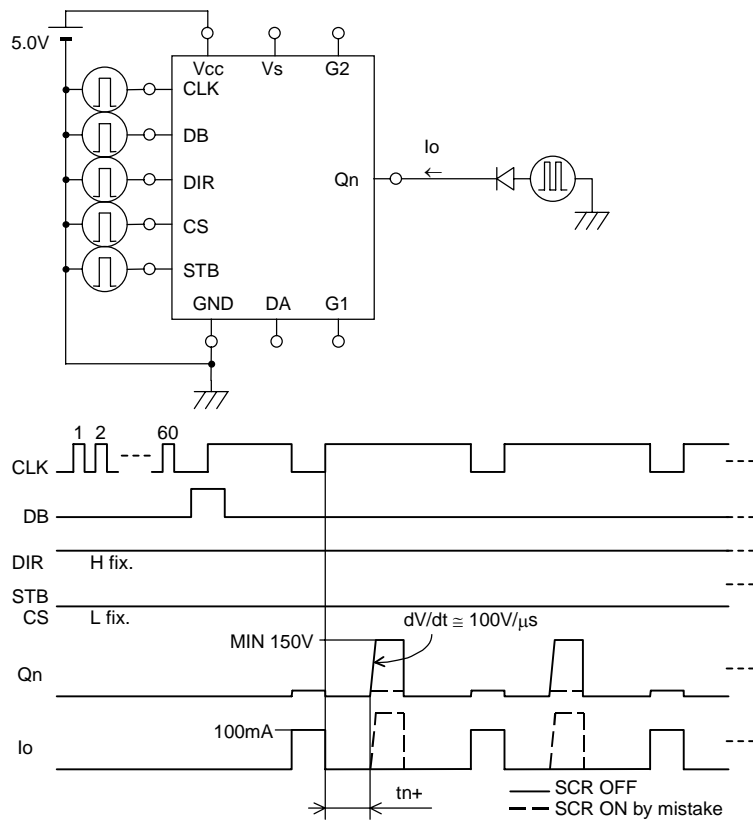 5.0V
Vcc Vs G2
CLK
DB
DIR
CS
STB
GND DA G1
Qn
Io
←
1 2 60
CLK
DB
DIR H fix.
STB
CS L fix.
dV/dt ≅ 100V/μs
MIN 150V
Qn
100mA
Io
tn+
SCR OFF
SCR ON by mistake